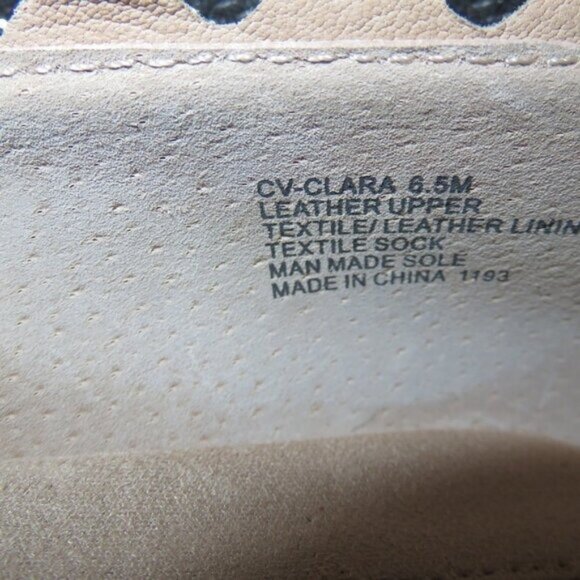 CV-CLARA 6.5M
LEATHER UPPER
TEXTILE/ LEATHER LININ
TEXTILE SOCK
MAN MADE SOLE
MADE IN CHINA 1193